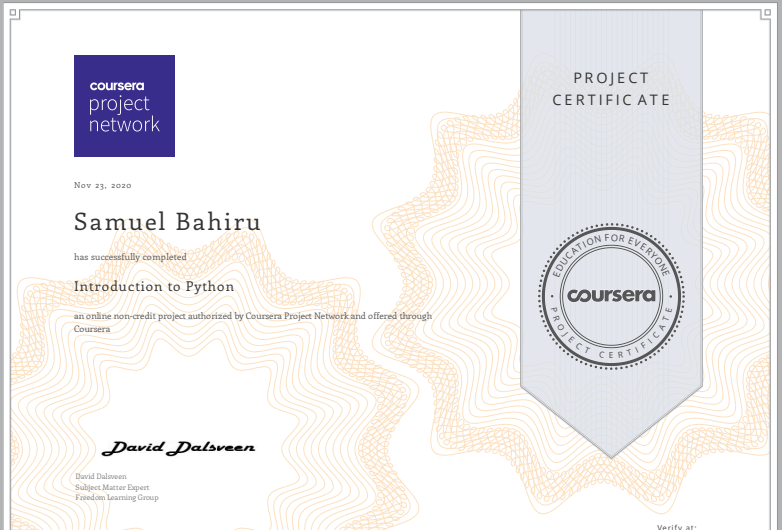 coursera
project
network
PROJECT
CERTIFICATE
Nov 23, 2020
Samuel Bahiru
has successfully completed
Introduction to Python
an online non-credit project authorized by Coursera Project Network and offered through
Coursera
EDUCATION FOR EVERYONE
coursera
PROJECT CERTIFICATE
David Dalsveen
David Dalsveen
Subject Matter Expert
Freedom Learning Group
Verify at: